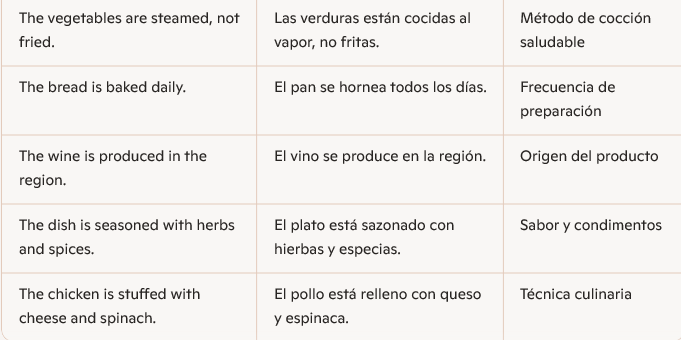 The vegetables are steamed, not
fried.
Las verduras están cocidas al
vapor, no fritas.
Método de cocción
saludable
The bread is baked daily.
El pan se hornea todos los días.
Frecuencia de
preparación
The wine is produced in the
region.
El vino se produce en la región.
Origen del producto
The dish is seasoned with herbs
and spices.
El plato está sazonado con
hierbas y especias.
Sabor y condimentos
The chicken is stuffed with
cheese and spinach.
El pollo está relleno con queso
y espinaca.
Técnica culinaria